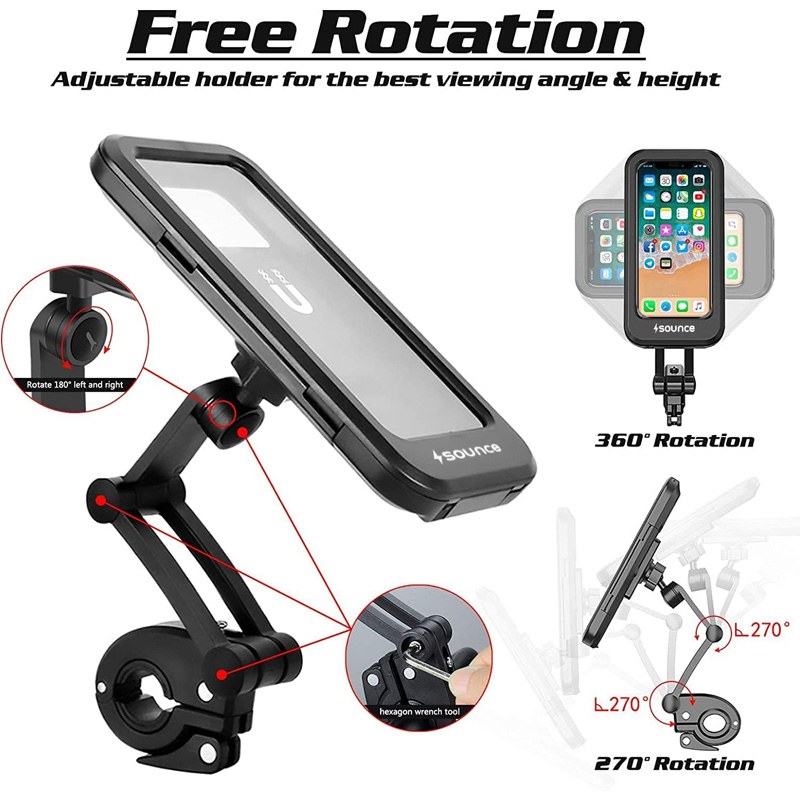 Free Rotation
Adjustable holder for the best viewing angle & height
Rotate 180° left and right
SOUNCE
SOUNCE
360° Rotation
hexagon wrench tool
270°
270°
270° Rotation